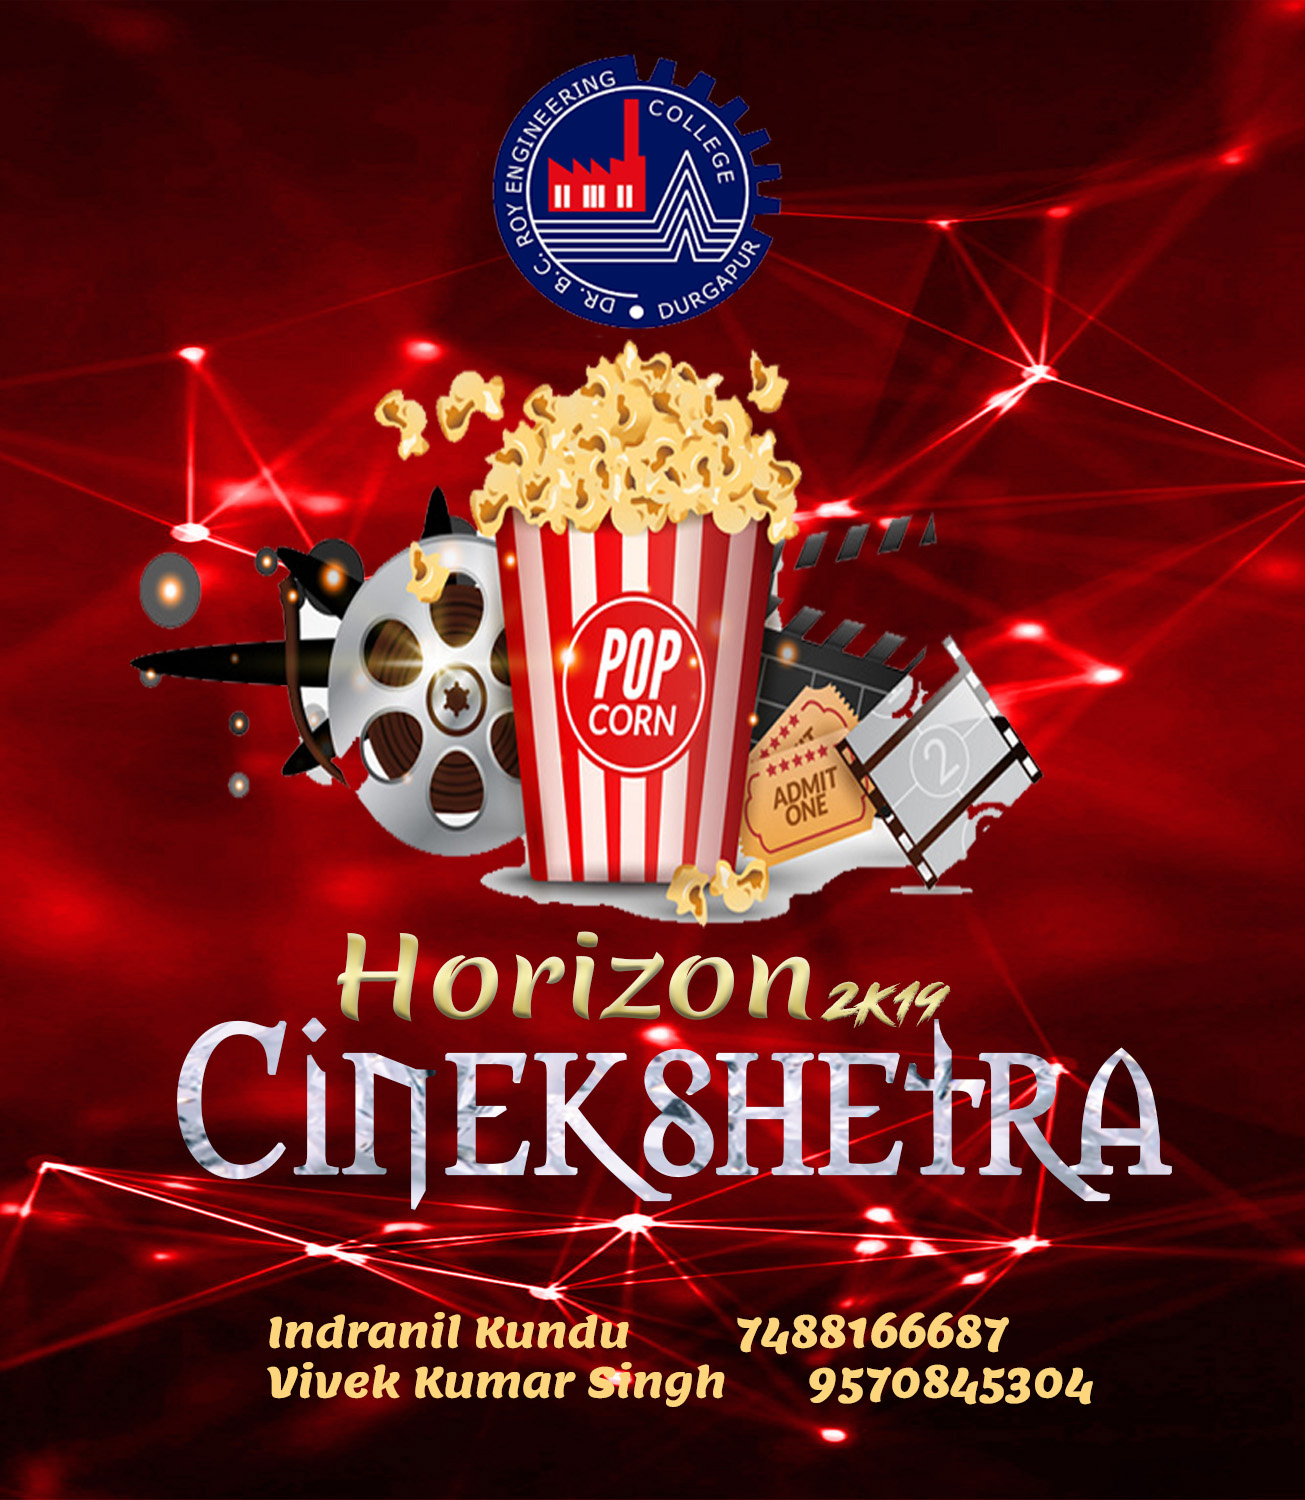 DR. B.C. ROY ENGINEERING COLLEGE
DURGAPUR
POP
CORN
ADMIT
ONE
2
Horizon 2K19
CINEKSHETRA
Indranil Kundu 7488166687
Vivek Kumar Singh 9570845304